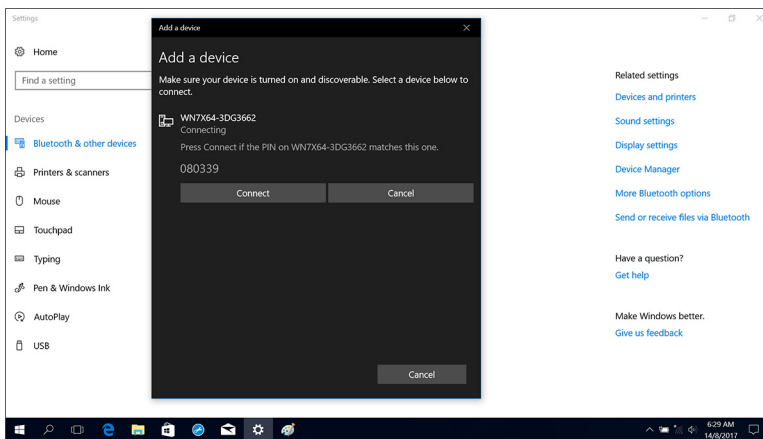 Settings
Home
Find a setting
Devices
Bluetooth & other devices
Printers & scanners
Mouse
Touchpad
Typing
Pen & Windows Ink
AutoPlay
USB
Add a device
Add a device
Make sure your device is turned on and discoverable. Select a device below to
connect.
WN7X64-3DG3662
Connecting
Press Connect if the PIN on WN7X64-3DG3662 matches this one.
080339
Connect
Cancel
Cancel
Related settings
Devices and printers
Sound settings
Display settings
Device Manager
More Bluetooth options
Send or receive files via Bluetooth
Have a question?
Get help
Make Windows better.
Give us feedback
6:29 AM
14/8/2017